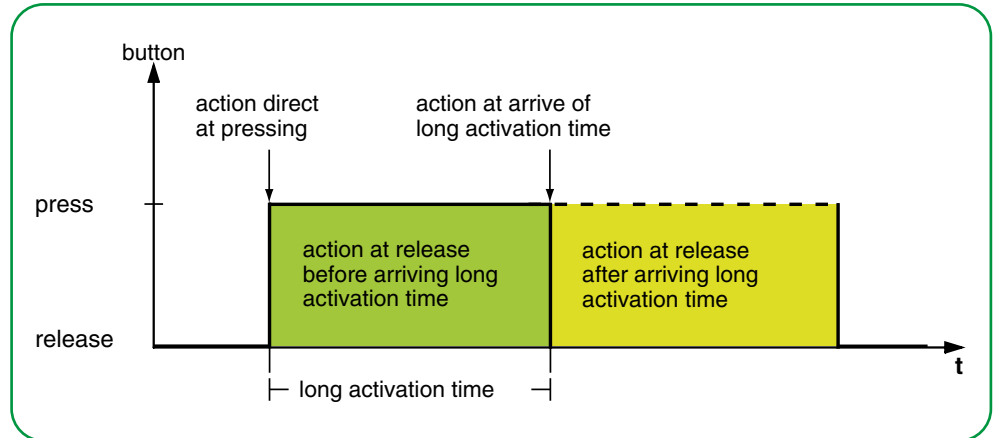 button
action direct
at pressing
action at arrive of
long activation time
press
action at release
before arriving long
activation time
action at release
after arriving long
activation time
release
t
long activation time